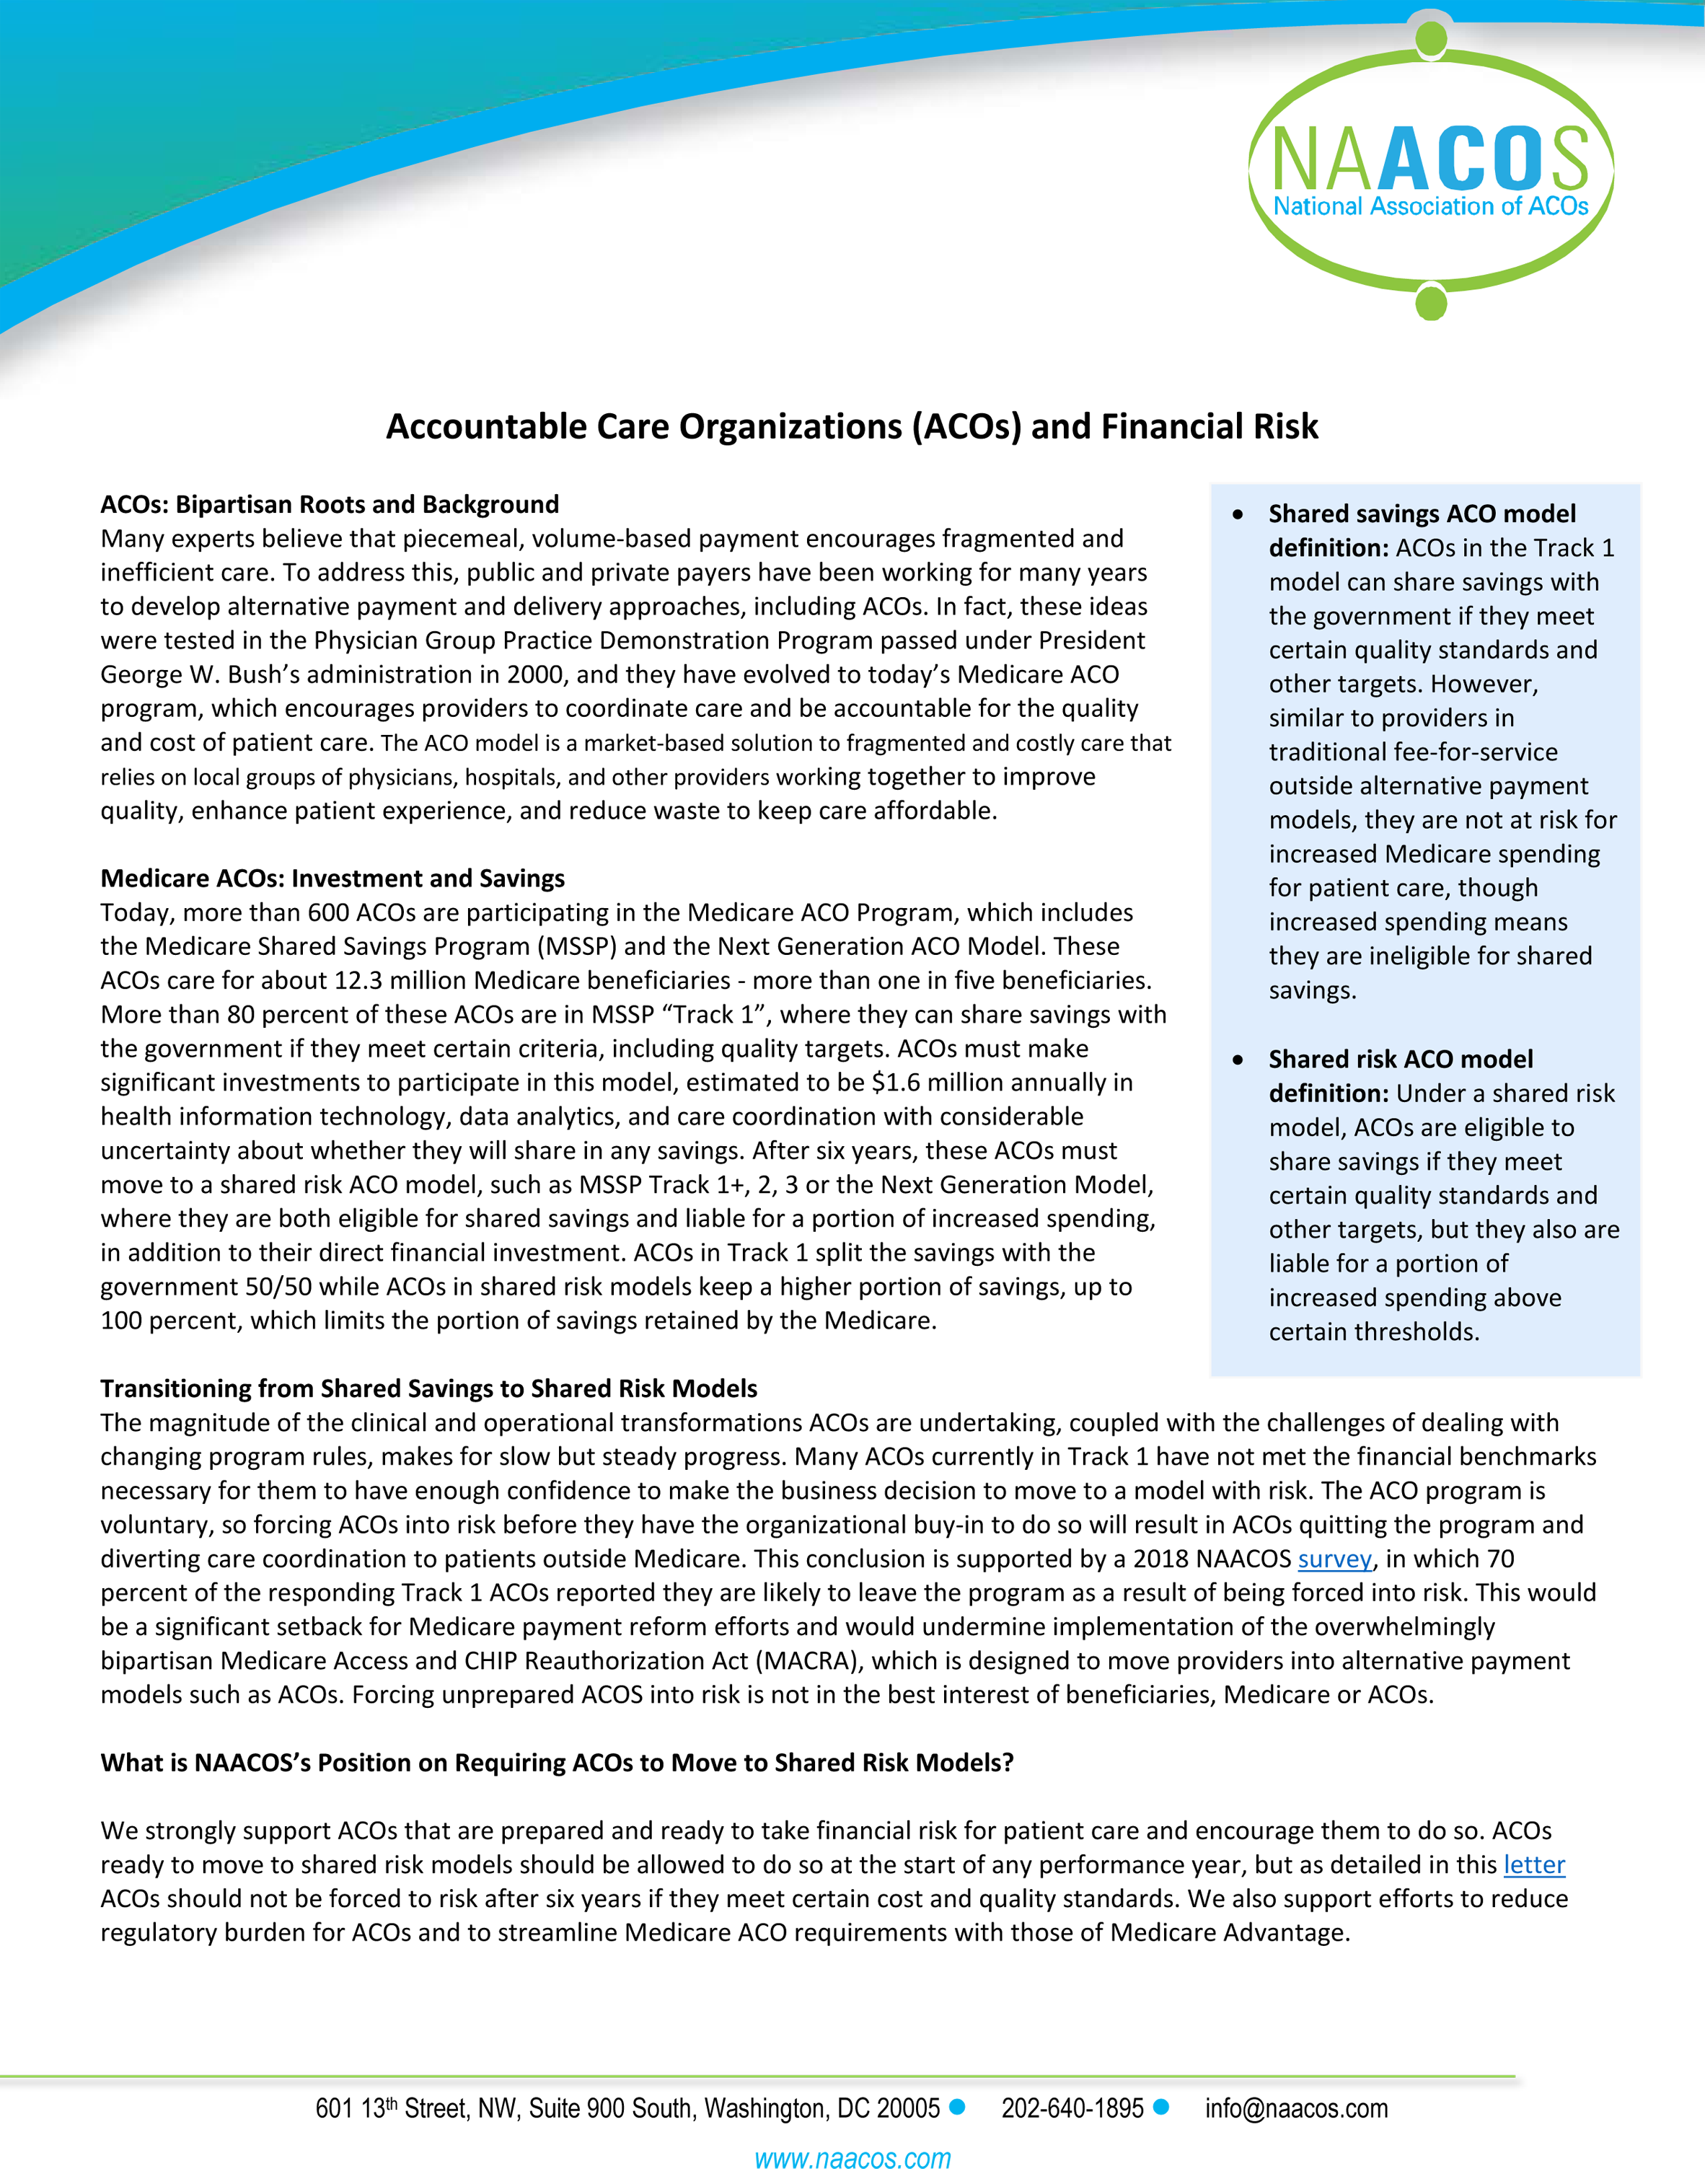 NAACOS
National Association of ACOs
Accountable Care Organizations (ACOs) and Financial Risk
ACOs: Bipartisan Roots and Background
Many experts believe that piecemeal, volume-based payment encourages fragmented and
inefficient care. To address this, public and private payers have been working for many years
to develop alternative payment and delivery approaches, including ACOs. In fact, these ideas
were tested in the Physician Group Practice Demonstration Program passed under President
George W. Bush’s administration in 2000, and they have evolved to today’s Medicare ACO
program, which encourages providers to coordinate care and be accountable for the quality
and cost of patient care. The ACO model is a market-based solution to fragmented and costly care that
relies on local groups of physicians, hospitals, and other providers working together to improve
quality, enhance patient experience, and reduce waste to keep care affordable.
Medicare ACOs: Investment and Savings
Today, more than 600 ACOs are participating in the Medicare ACO Program, which includes
the Medicare Shared Savings Program (MSSP) and the Next Generation ACO Model. These
ACOs care for about 12.3 million Medicare beneficiaries - more than one in five beneficiaries.
More than 80 percent of these ACOs are in MSSP “Track 1”, where they can share savings with
the government if they meet certain criteria, including quality targets. ACOs must make
significant investments to participate in this model, estimated to be $1.6 million annually in
health information technology, data analytics, and care coordination with considerable
uncertainty about whether they will share in any savings. After six years, these ACOs must
move to a shared risk ACO model, such as MSSP Track 1+, 2, 3 or the Next Generation Model,
where they are both eligible for shared savings and liable for a portion of increased spending,
in addition to their direct financial investment. ACOs in Track 1 split the savings with the
government 50/50 while ACOs in shared risk models keep a higher portion of savings, up to
100 percent, which limits the portion of savings retained by the Medicare.
• Shared savings ACO model
definition: ACOs in the Track 1
model can share savings with
the government if they meet
certain quality standards and
other targets. However,
similar to providers in
traditional fee-for-service
outside alternative payment
models, they are not at risk for
increased Medicare spending
for patient care, though
increased spending means
they are ineligible for shared
savings.
• Shared risk ACO model
definition: Under a shared risk
model, ACOs are eligible to
share savings if they meet
certain quality standards and
other targets, but they also are
liable for a portion of
increased spending above
certain thresholds.
Transitioning from Shared Savings to Shared Risk Models
The magnitude of the clinical and operational transformations ACOs are undertaking, coupled with the challenges of dealing with
changing program rules, makes for slow but steady progress. Many ACOs currently in Track 1 have not met the financial benchmarks
necessary for them to have enough confidence to make the business decision to move to a model with risk. The ACO program is
voluntary, so forcing ACOs into risk before they have the organizational buy-in to do so will result in ACOs quitting the program and
diverting care coordination to patients outside Medicare. This conclusion is supported by a 2018 NAACOS survey, in which 70
percent of the responding Track 1 ACOs reported they are likely to leave the program as a result of being forced into risk. This would
be a significant setback for Medicare payment reform efforts and would undermine implementation of the overwhelmingly
bipartisan Medicare Access and CHIP Reauthorization Act (MACRA), which is designed to move providers into alternative payment
models such as ACOs. Forcing unprepared ACOS into risk is not in the best interest of beneficiaries, Medicare or ACOs.
What is NAACOS’s Position on Requiring ACOs to Move to Shared Risk Models?
We strongly support ACOs that are prepared and ready to take financial risk for patient care and encourage them to do so. ACOs
ready to move to shared risk models should be allowed to do so at the start of any performance year, but as detailed in this letter
ACOs should not be forced to risk after six years if they meet certain cost and quality standards. We also support efforts to reduce
regulatory burden for ACOs and to streamline Medicare ACO requirements with those of Medicare Advantage.
601 13th Street, NW, Suite 900 South, Washington, DC 20005 ● 202-640-1895 ● info@naacos.com
www.naacos.com